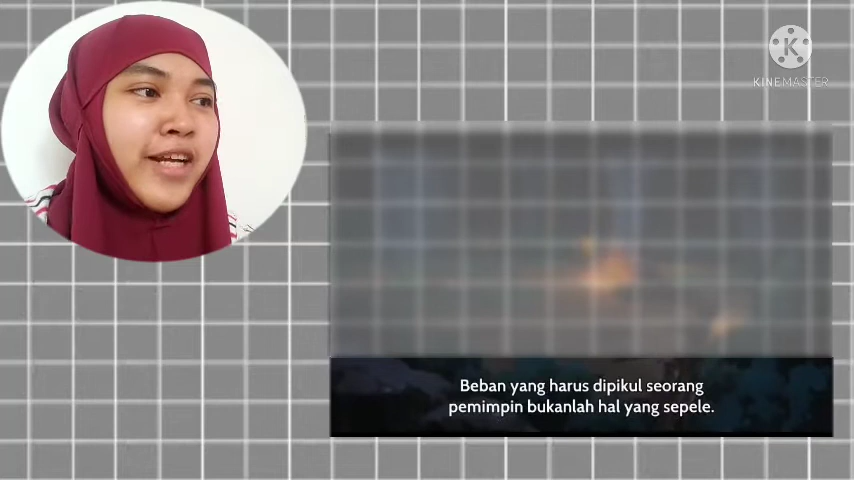 KINEMASTER
Beban yang harus dipikul seorang
pemimpin bukanlah hal yang sepele.